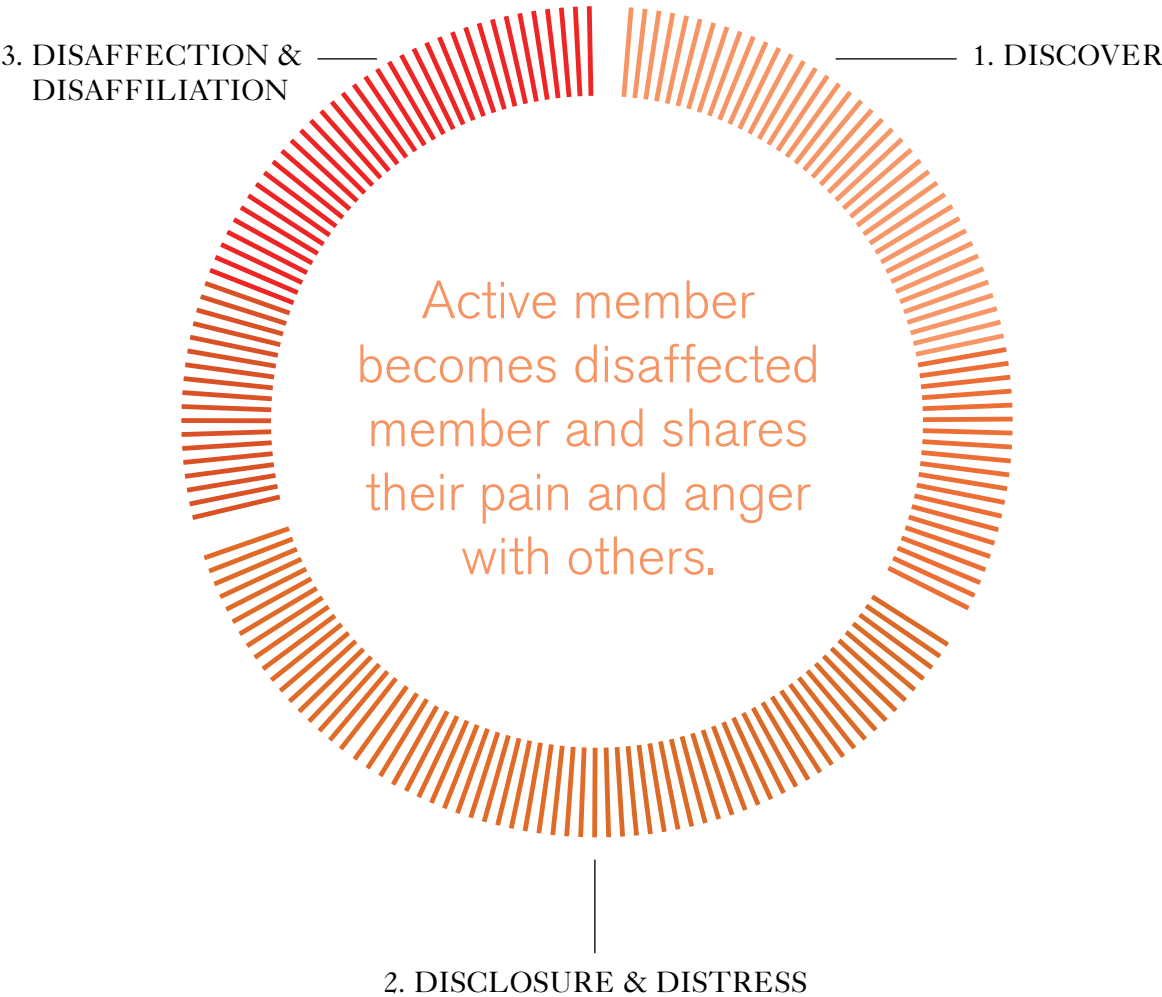 3. DISAFFECTION &
DISAFFILIATION
1. DISCOVER
Active member
becomes disaffected
member and shares
their pain and anger
with others.
2. DISCLOSURE & DISTRESS